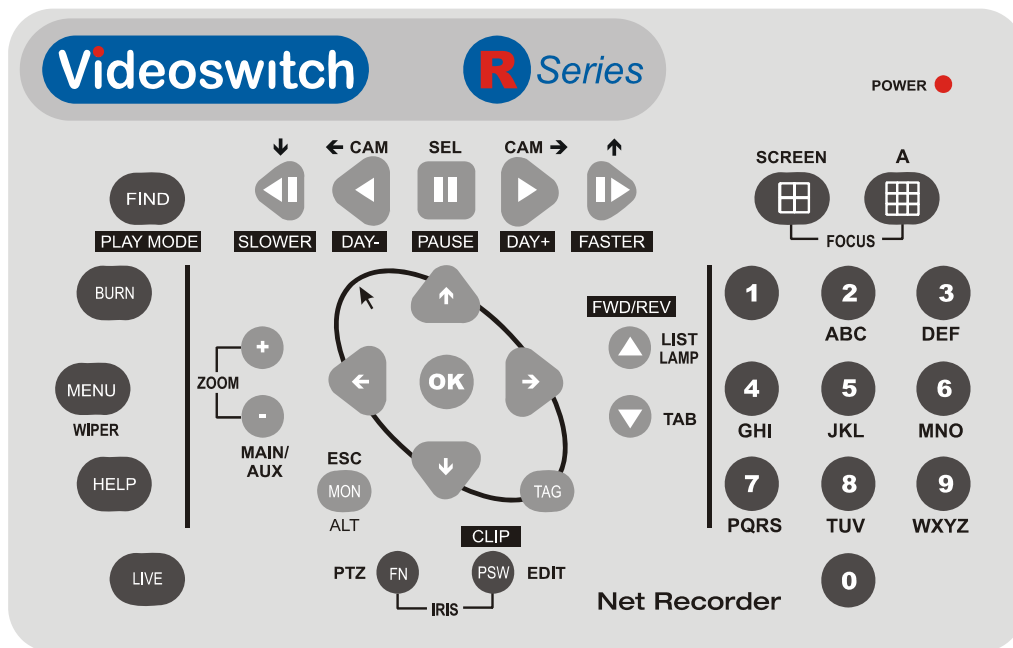 Videoswitch
R Series
POWER
↓ ← CAM SEL CAM → ↑
SCREEN A
FIND
PLAY MODE SLOWER DAY- PAUSE DAY+ FASTER
FOCUS
BURN
FWD/REV
1 2 3
ABC DEF
+
LIST
LAMP
ZOOM
MENU
OK
4 5 6
WIPER
-
TAB
GHI JKL MNO
MAIN/
AUX
ESC
HELP
MON
TAG
7 8 9
ALT
PQRS TUV WXYZ
CLIP
LIVE
PTZ FN PSW EDIT
0
IRIS
Net Recorder